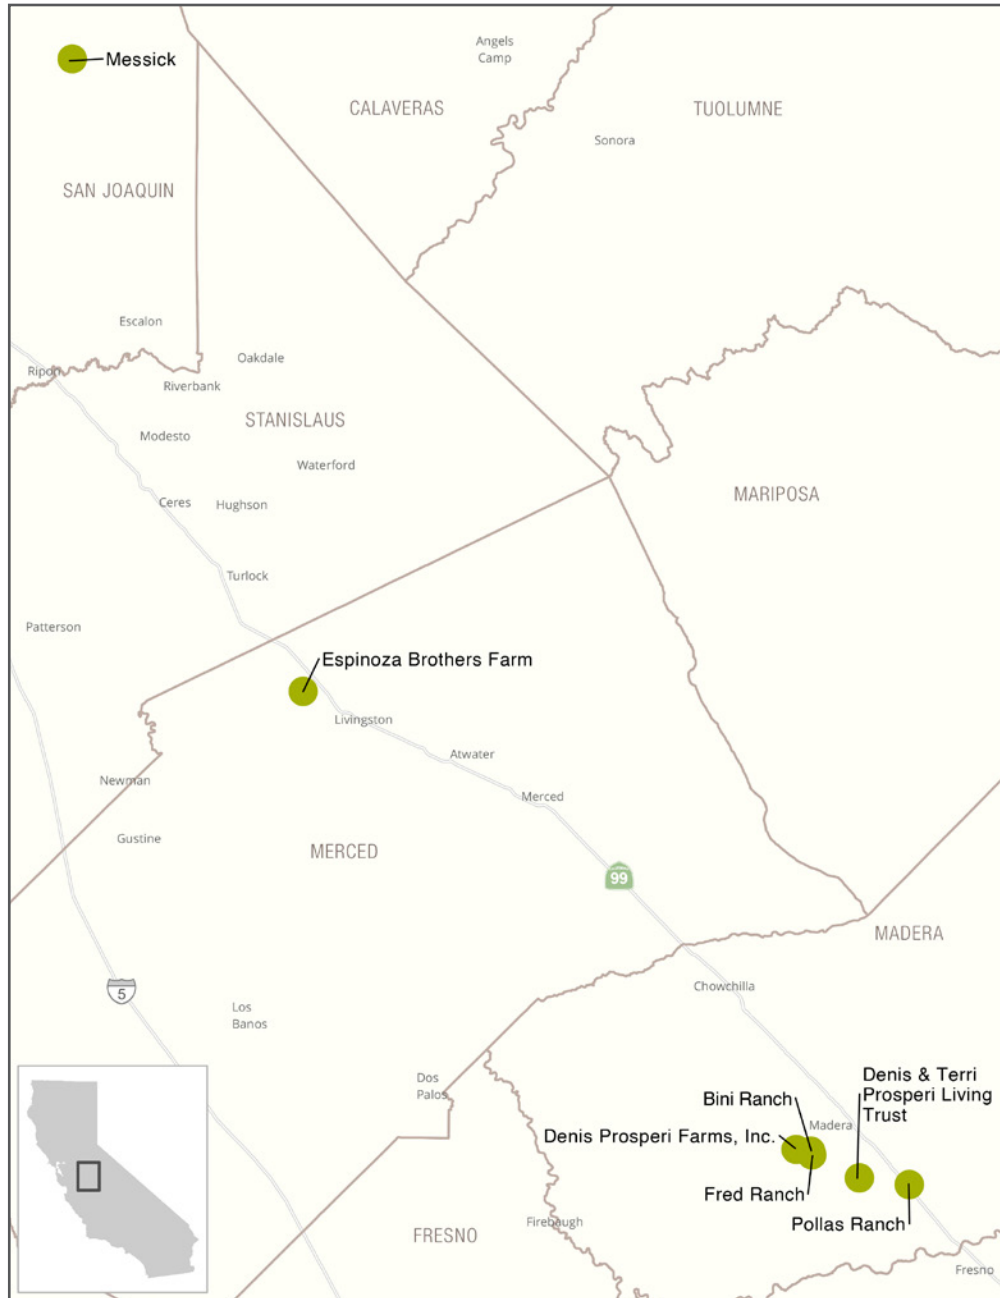 Messick
Angels
Camp
CALAVERAS
TUOLUMNE
Sonora
SAN JOAQUIN
Escalon
Oakdale
Ripon
Riverbank
STANISLAUS
Modesto
Waterford
MARIPOSA
Ceres
Hughson
Turlock
Patterson
Espinoza Brothers Farm
Livingston
Atwater
Newman
Merced
Gustine
MERCED
99
MADERA
Chowchilla
5
Los
Banos
Dos
Palos
Denis & Terri
Prosperi Living
Trust
Bini Ranch
Madera
Denis Prosperi Farms, Inc.
Fred Ranch
Pollas Ranch
Firebaugh
FRESNO
Fresno